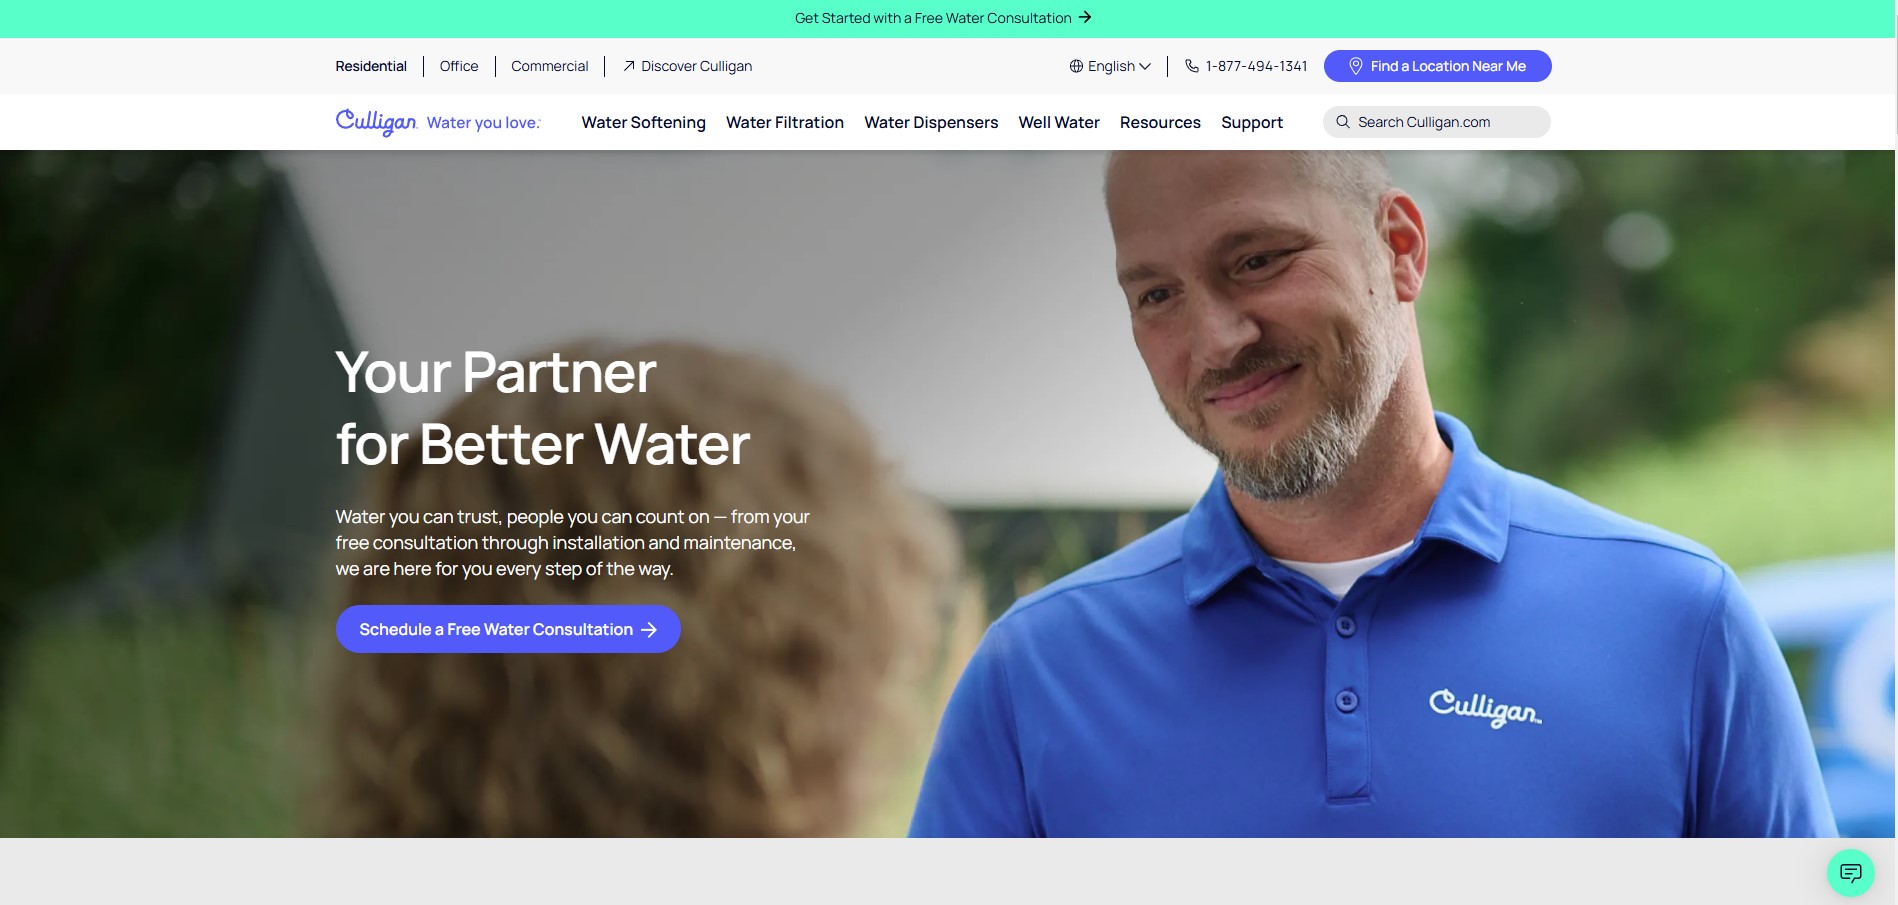 Get Started with a Free Water Consultation
Residential
Office
Commercial
Discover Culligan
English
1-877-494-1341
Find a Location Near Me
Culligan. Water you love.
Water Softening
Water Filtration
Water Dispensers
Well Water
Resources
Support
Search Culligan.com
Your Partner
for Better Water
Water you can trust, people you can count on — from your
free consultation through installation and maintenance,
we are here for you every step of the way.
Schedule a Free Water Consultation
Culligan™